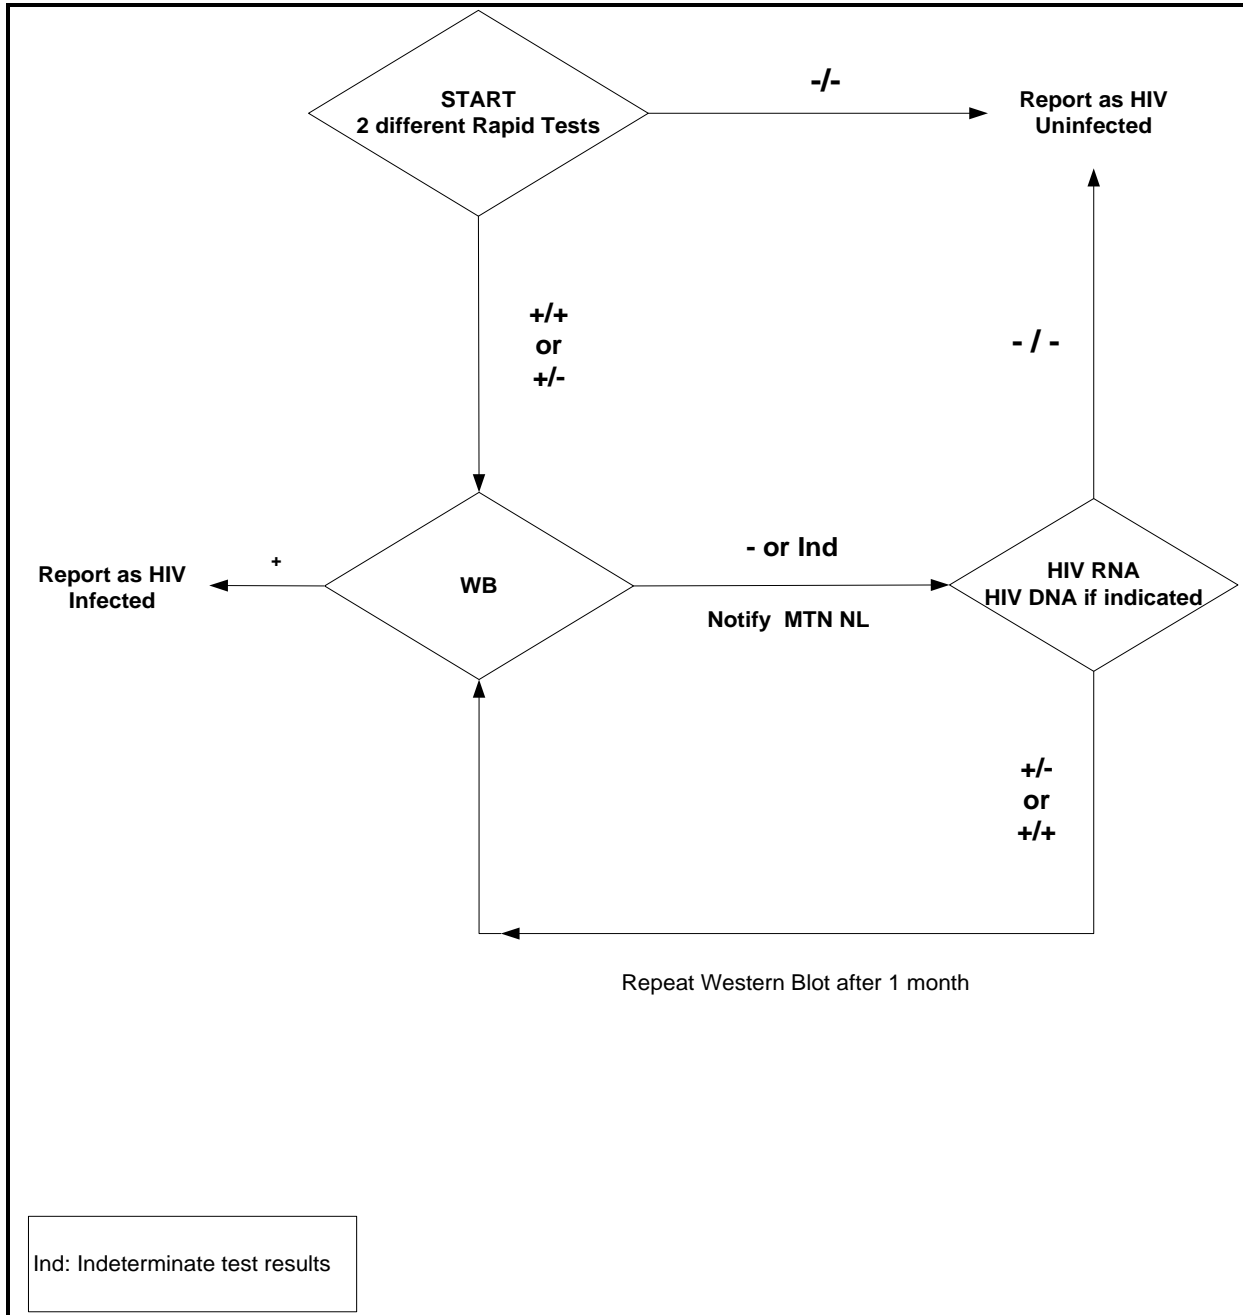 START
2 different Rapid Tests
-/-
Report as HIV
Uninfected
+/+
or
+/-
- / -
Report as HIV
Infected
+
WB
- or Ind
Notify  MTN NL
HIV RNA
HIV DNA if indicated
+/-
or
+/+
Repeat Western Blot after 1 month
Ind: Indeterminate test results